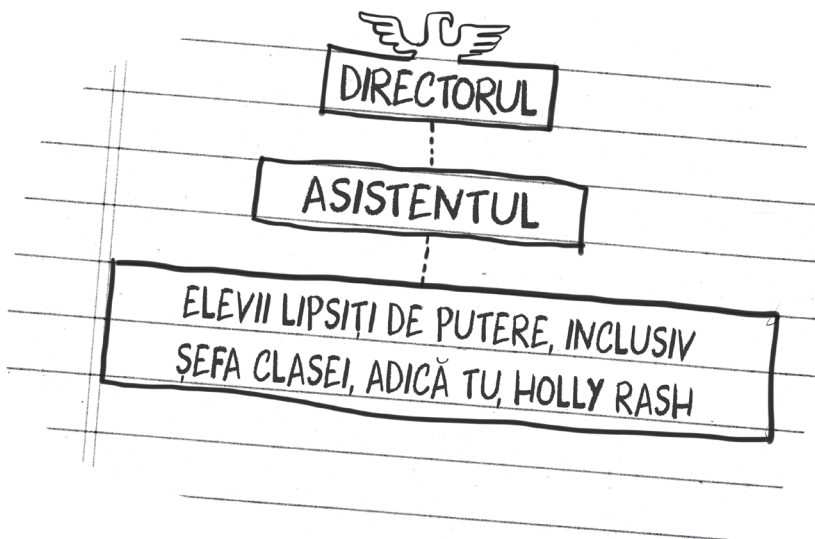 DIRECTORUL
ASISTENTUL
ELEVII LIPSIȚI DE PUTERE, INCLUSIV
ȘEFA CLASEI, ADICĂ TU, HOLLY RASH